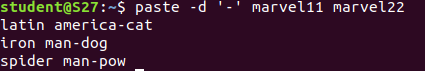 student@S27:~$ paste -d '-' marvel11 marvel22
latin america-cat
iron man-dog
spider man-pow